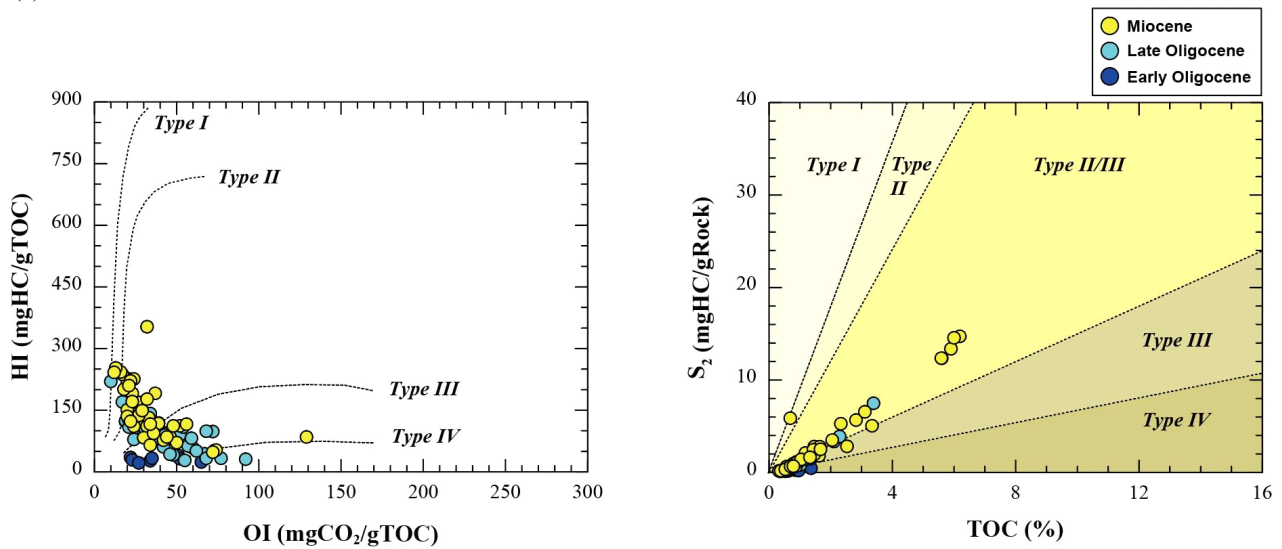 Miocene
Late Oligocene
Early Oligocene
900
750
600
450
300
150
0
HI (mgHC/gTOC)
Type I
Type II
Type III
Type IV
0
50
100
150
200
250
300
OI (mgCO₂/gTOC)
40
30
20
10
0
S₂ (mgHC/gRock)
Type I
Type
II
Type II/III
Type III
Type IV
0
4
8
12
16
TOC (%)